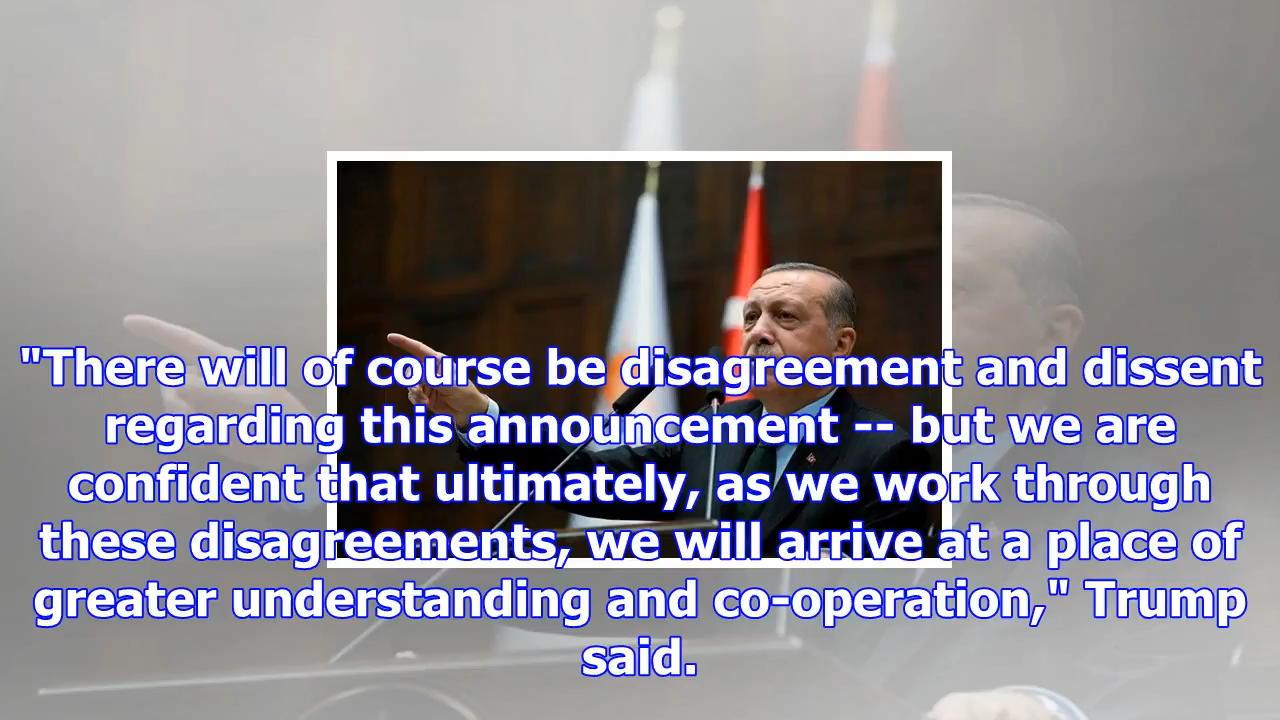 "There will of course be disagreement and dissent
regarding this announcement -- but we are
confident that ultimately, as we work through
these disagreements, we will arrive at a place of
greater understanding and co-operation," Trump
said.